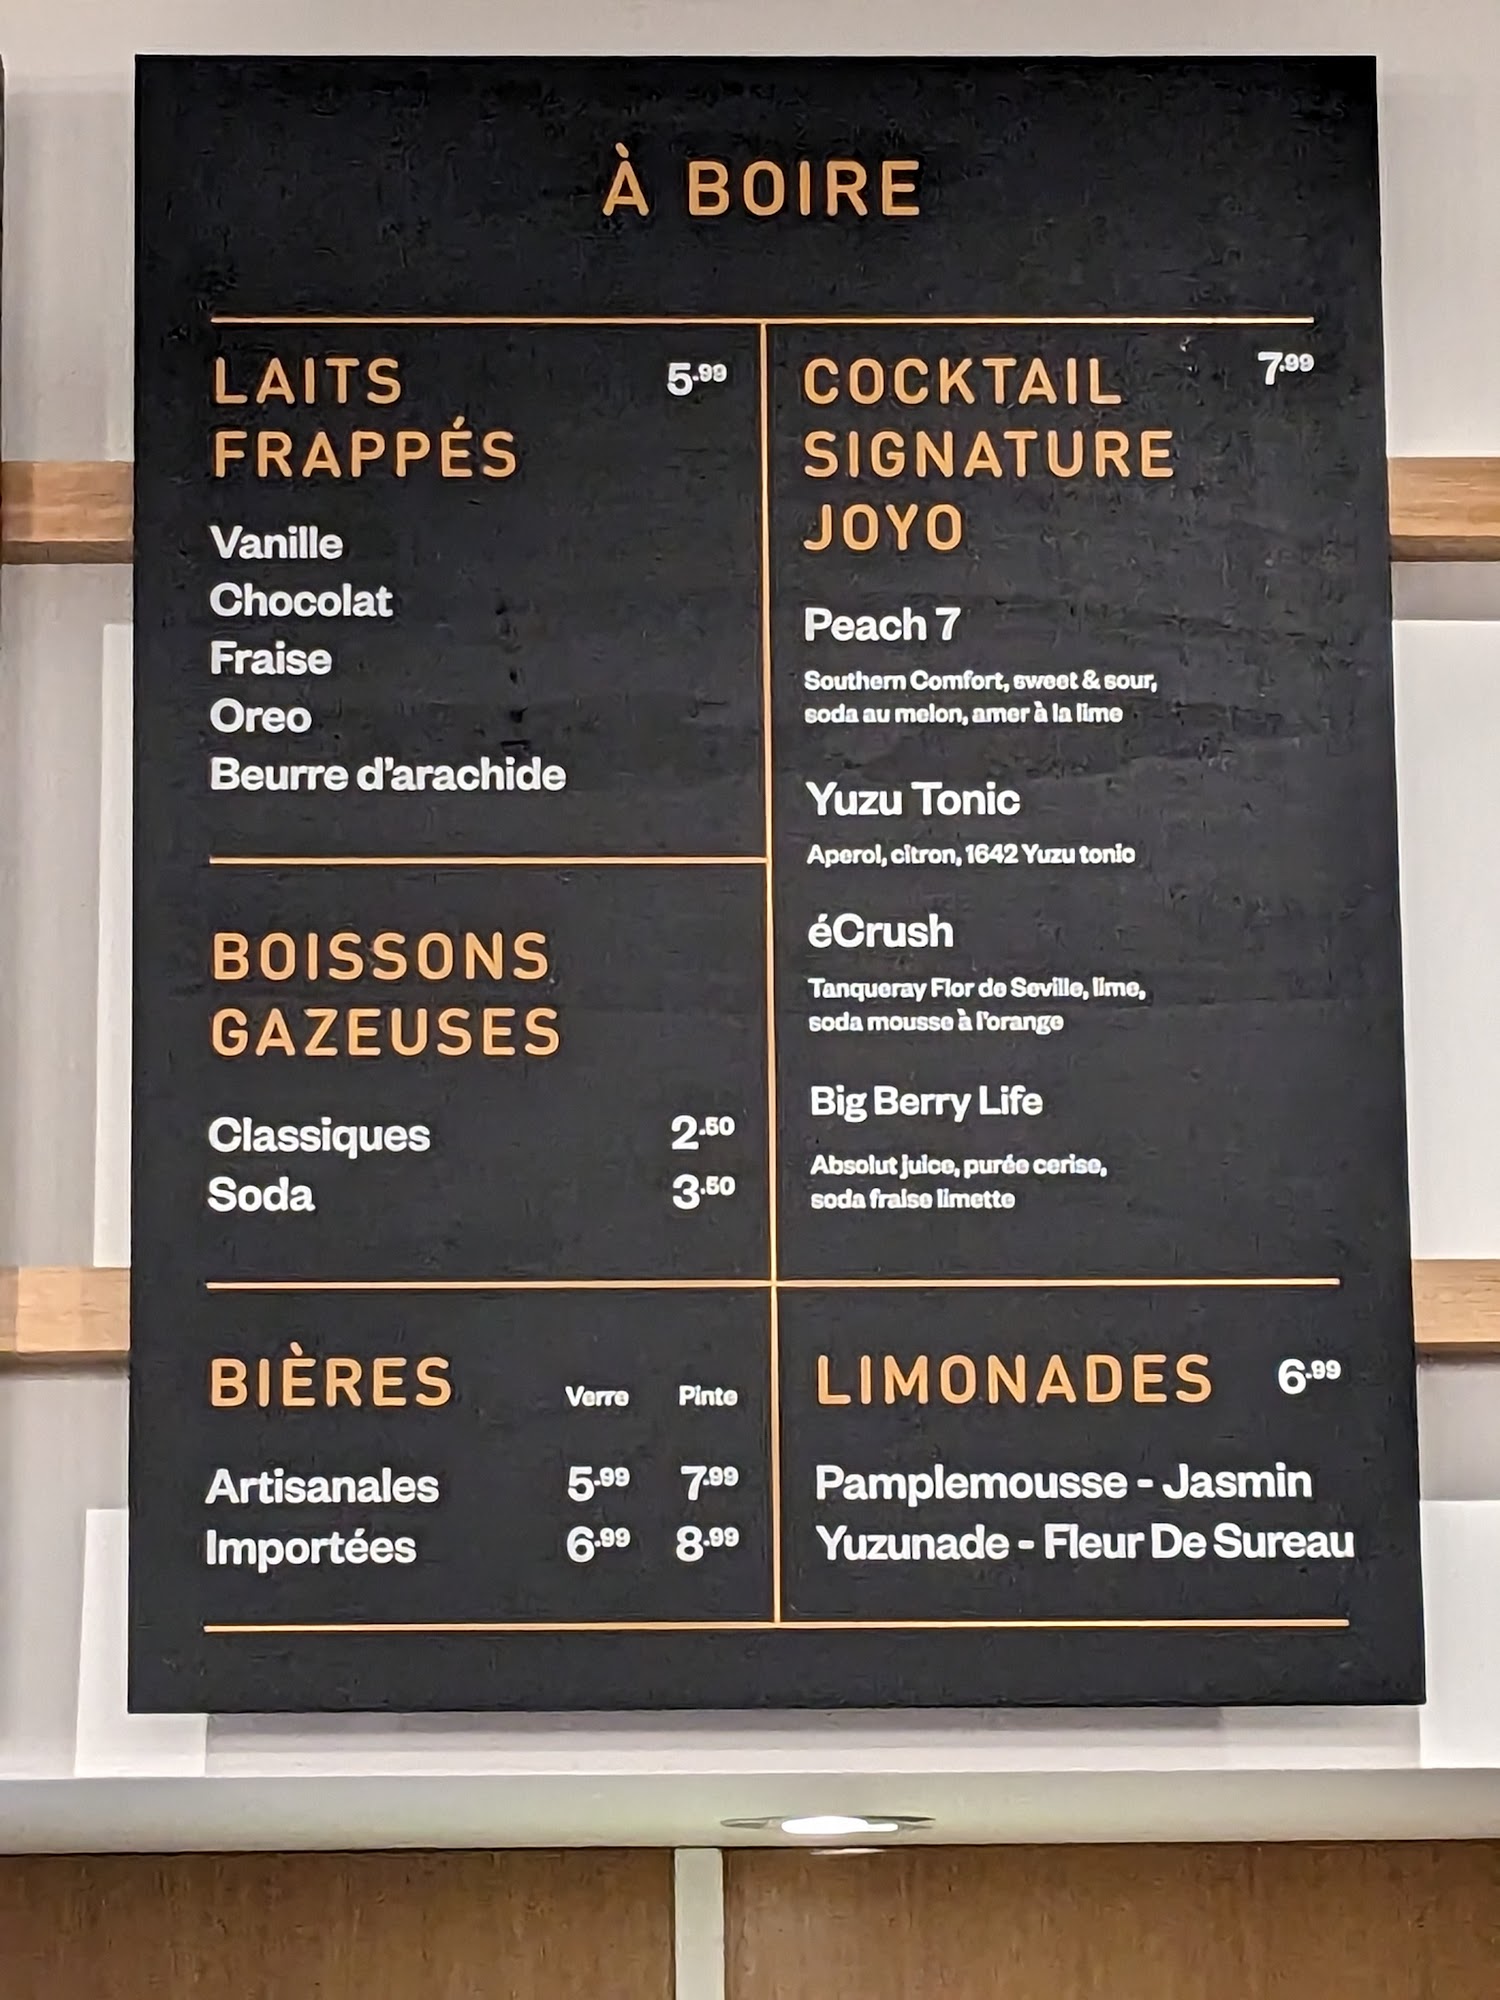 À BOIRE
LAITS 5.99
FRAPPÉS
Vanille
Chocolat
Fraise
Oreo
Beurre d'arachide
BOISSONS
GAZEUSES
Classiques 2.50
Soda 3.50
BIÈRES Verre Pinte
Artisanales 5.99 7.99
Importées 6.99 8.99
COCKTAIL 7.99
SIGNATURE
JOYO
Peach 7
Southern Comfort, sweet & sour,
soda au melon, amer à la lime
Yuzu Tonic
Aperol, citron, 1642 Yuzu tonic
éCrush
Tanqueray Flor de Seville, lime,
soda mousse à l'orange
Big Berry Life
Absolut juice, purée cerise,
soda fraise limette
LIMONADES 6.99
Pamplemousse - Jasmin
Yuzunade - Fleur De Sureau